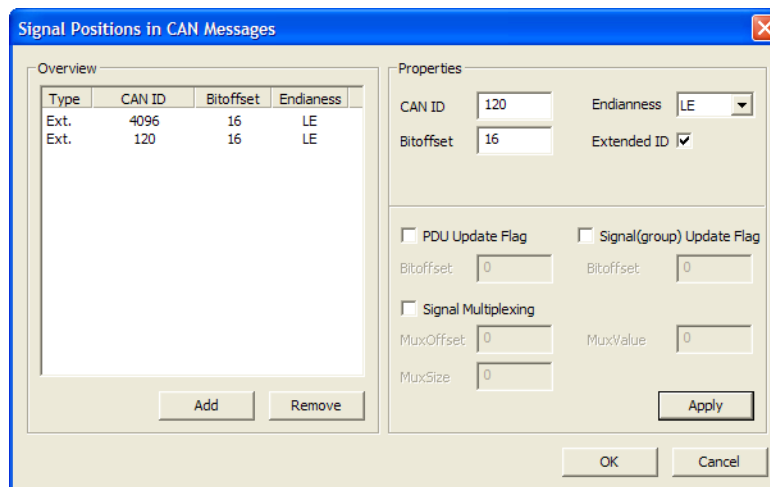 Signal Positions in CAN Messages
Overview
Type CAN ID Bitoffset Endianess
Ext. 4096 16 LE
Ext. 120 16 LE
Add Remove
Properties
CAN ID 120 Endianness LE
Bitoffset 16 Extended ID
PDU Update Flag Signal(group) Update Flag
Bitoffset 0 Bitoffset 0
Signal Multiplexing
MuxOffset 0 MuxValue 0
MuxSize 0
Apply
OK Cancel